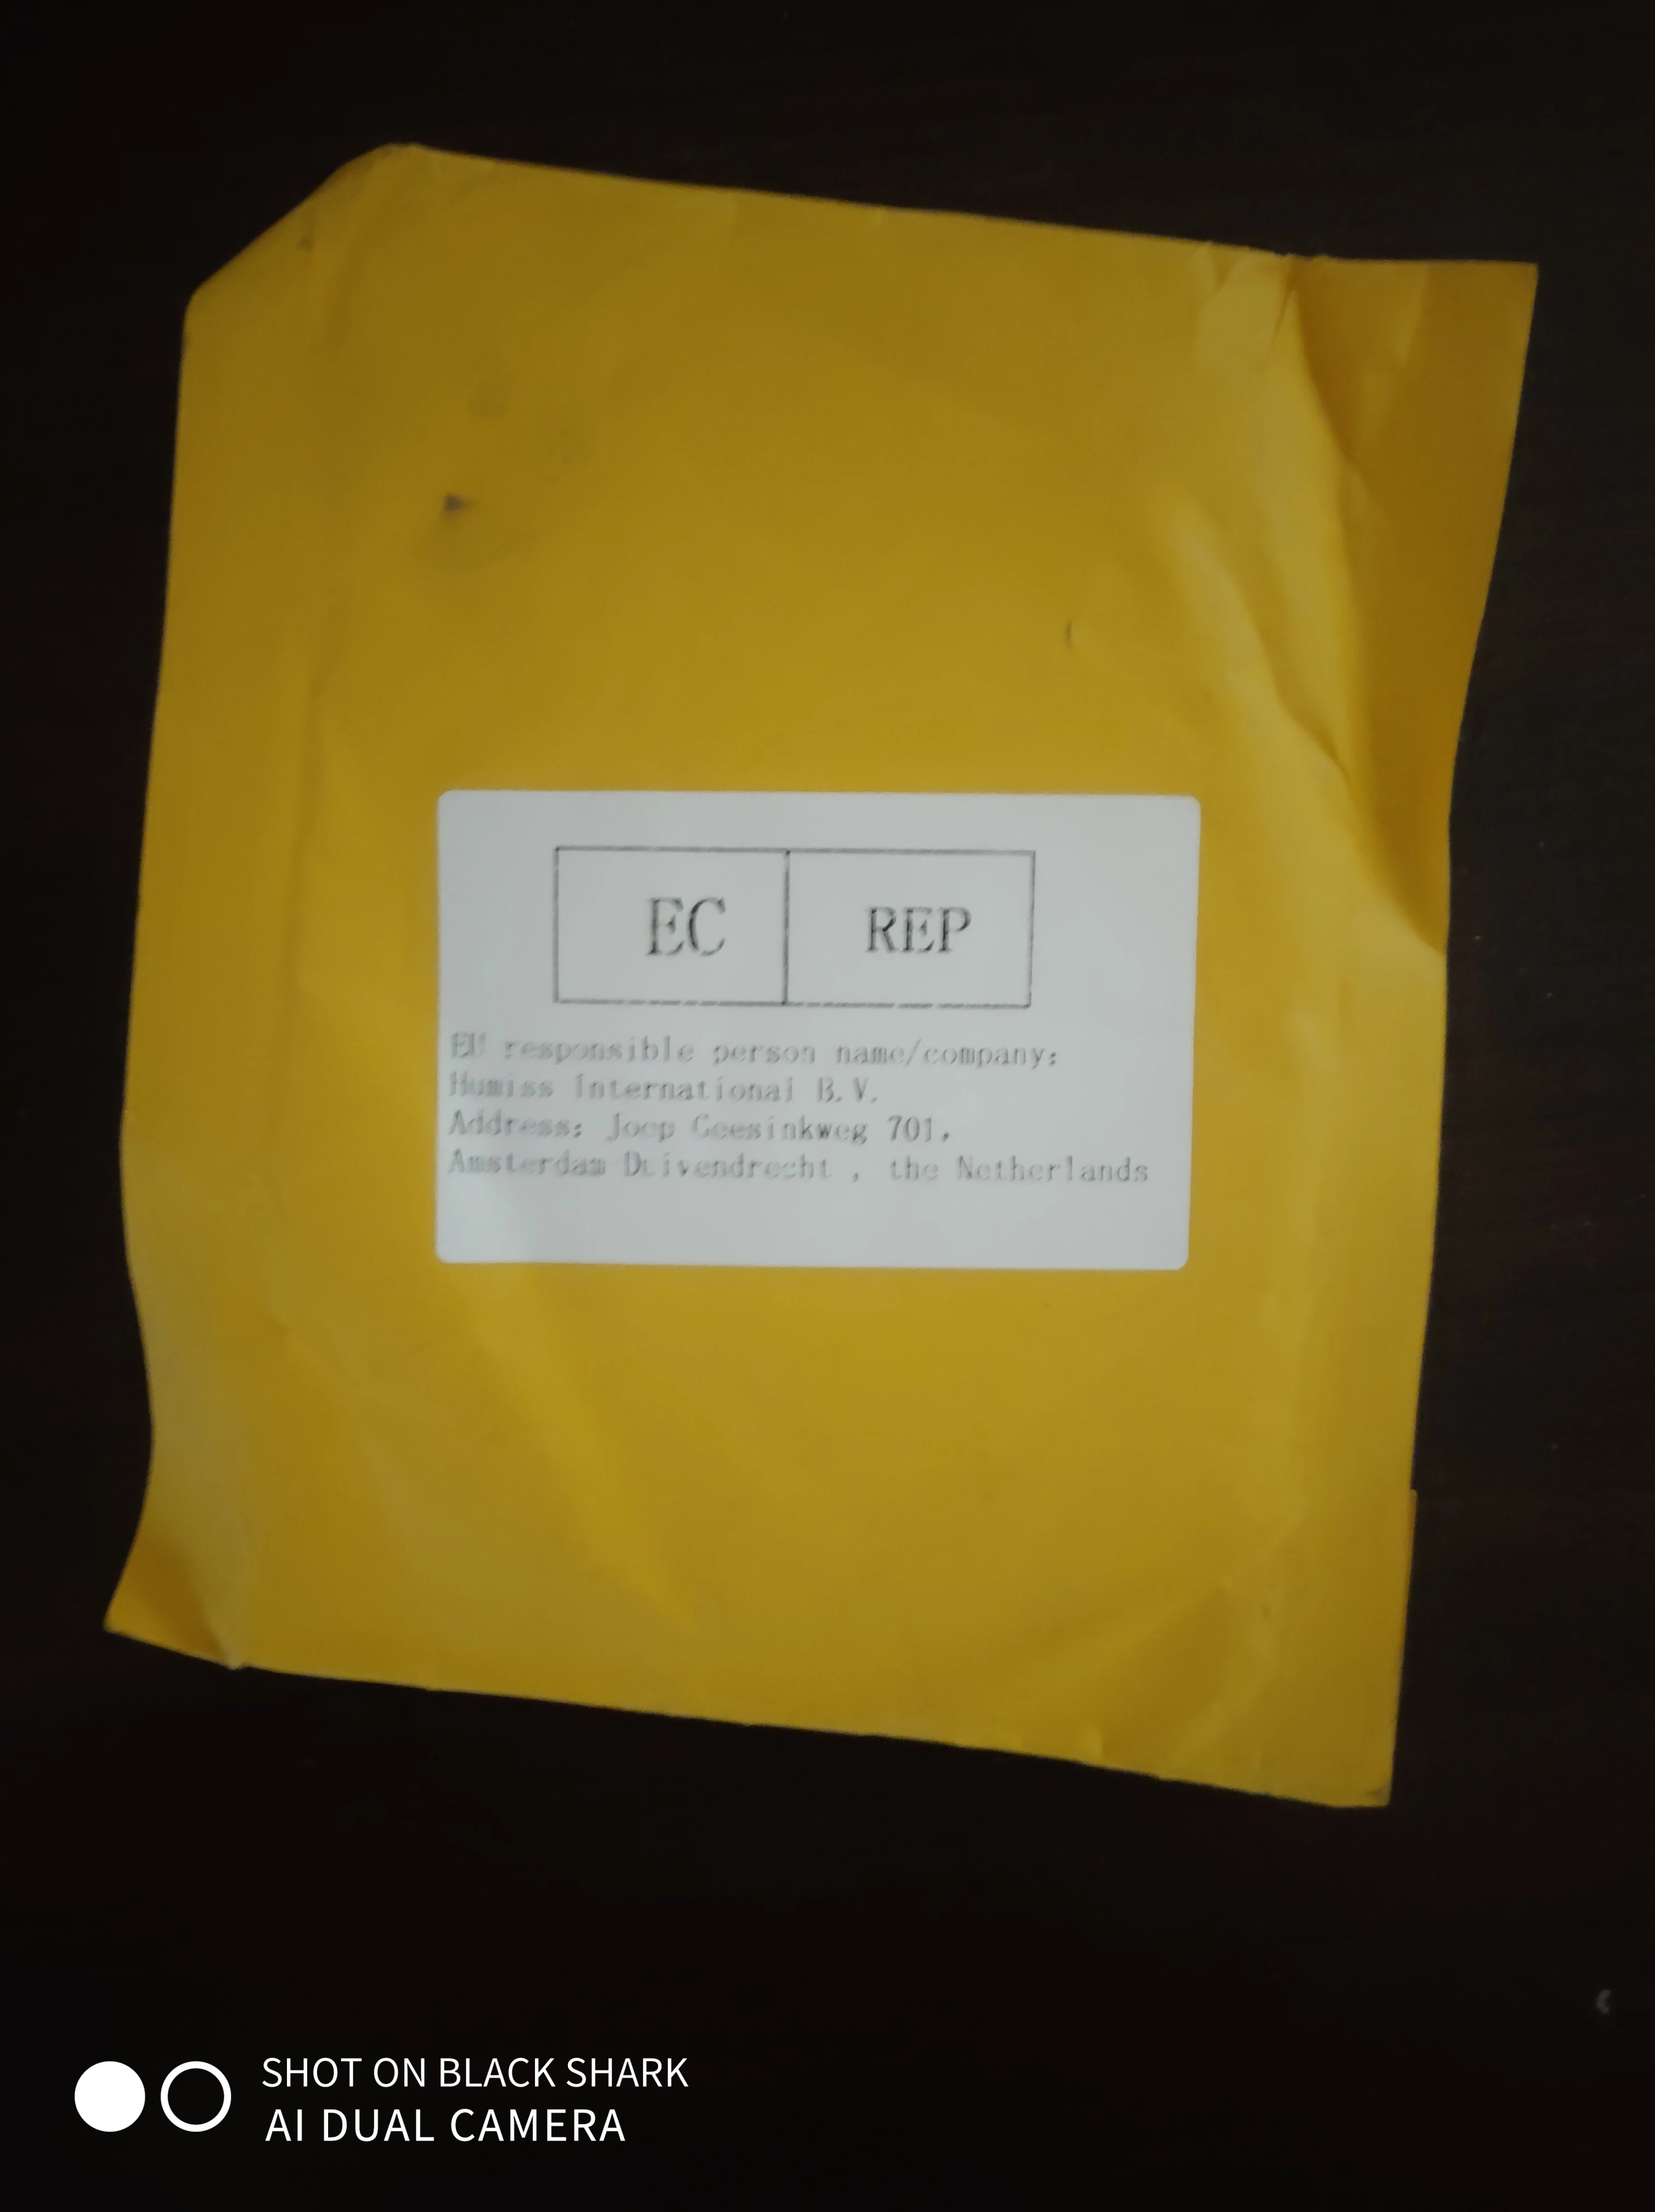 EC REP
EU responsible person name/company:
Humiss International B.V.
Address: Joop Geesinkweg 701,
Amsterdam Duivendrecht , the Netherlands
SHOT ON BLACK SHARK
AI DUAL CAMERA